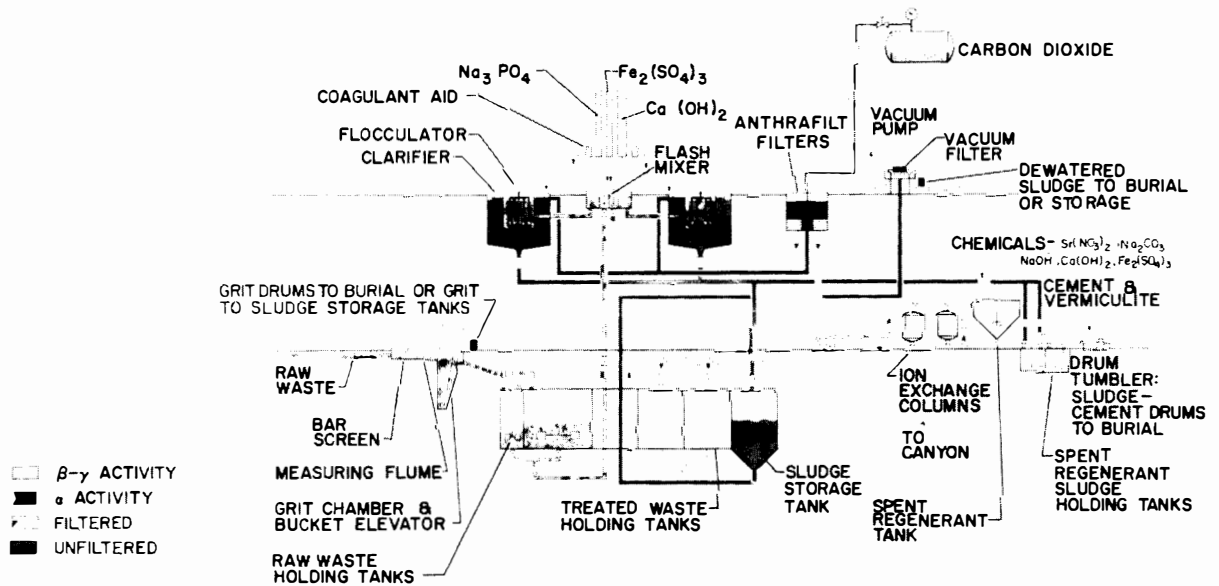 CARBON DIOXIDE
Na3 PO4
Fe2(SO4)3
COAGULANT AID
Ca (OH)2
FLOCCULATOR
CLARIFIER
FLASH
MIXER
ANTHRAFILT
FILTERS
VACUUM
PUMP
VACUUM
FILTER
DEWATERED
SLUDGE TO BURIAL
OR STORAGE
CHEMICALS- Sr(NO3)2 ,Na2CO3
NaOH ,Ca(OH)2, Fe2(SO4)3
CEMENT &
VERMICULITE
GRIT DRUMS TO BURIAL OR GRIT
TO SLUDGE STORAGE TANKS
RAW
WASTE
BAR
SCREEN
MEASURING FLUME
GRIT CHAMBER &
BUCKET ELEVATOR
RAW WASTE
HOLDING TANKS
TREATED WASTE
HOLDING TANKS
SLUDGE
STORAGE
TANK
ION
EXCHANGE
COLUMNS
TO
CANYON
SPENT
REGENERANT
TANK
DRUM
TUMBLER:
SLUDGE-
CEMENT DRUMS
TO BURIAL
SPENT
REGENERANT
SLUDGE
HOLDING TANKS
β-γ ACTIVITY
α ACTIVITY
FILTERED
UNFILTERED